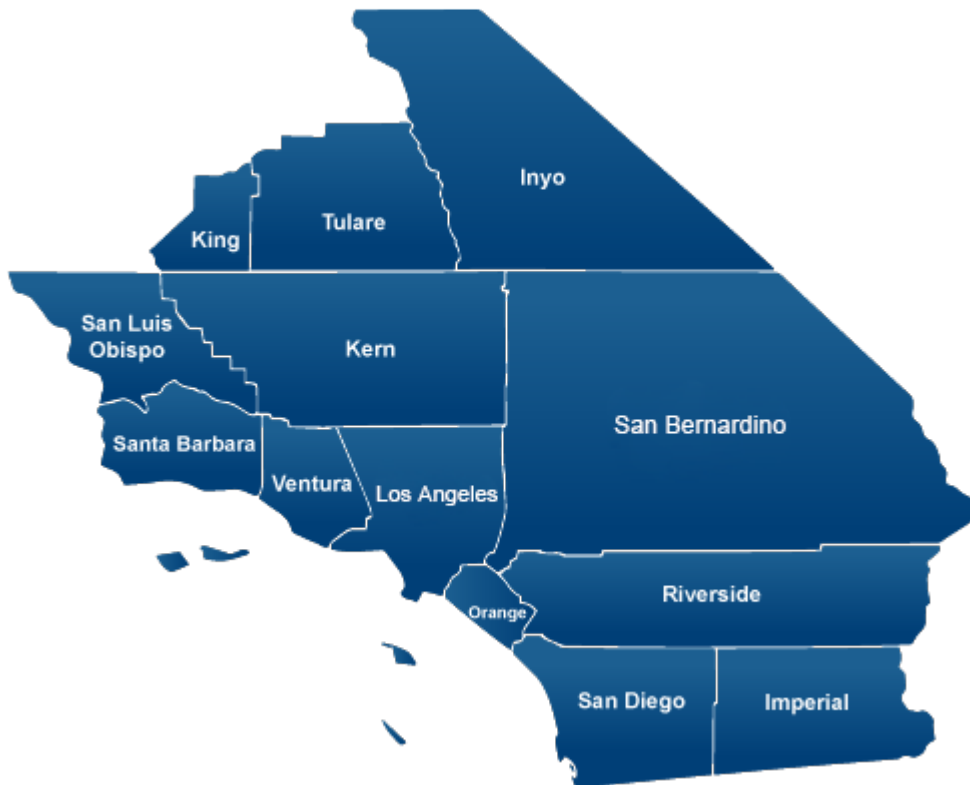 Inyo
Tulare
King
San Luis
Obispo
Kern
San Bernardino
Santa Barbara
Ventura
Los Angeles
Riverside
Orange
San Diego
Imperial